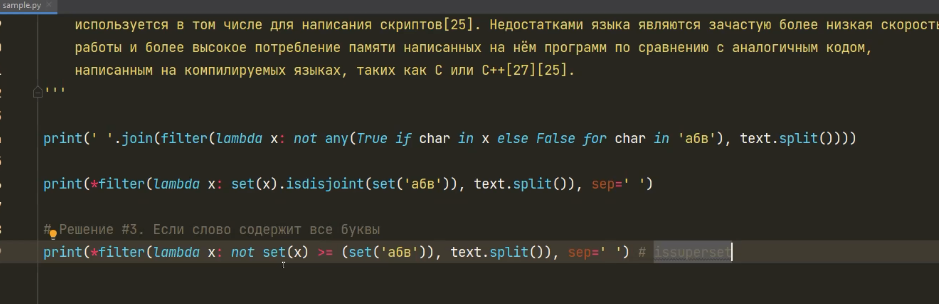 sample.py
используется в том числе для написания скриптов[25]. Недостатками языка являются зачастую более низкая скорость
работы и более высокое потребление памяти написанных на нём программ по сравнению с аналогичным кодом,
написанным на компилируемых языках, таких как C или C++[27][25].
'''
print(' '.join(filter(lambda x: not any(True if char in x else False for char in 'абв'), text.split())))
print(*filter(lambda x: set(x).isdisjoint(set('абв')), text.split()), sep=' ')
# Решение #3. Если слово содержит все буквы
print(*filter(lambda x: not set(x) >= (set('абв')), text.split()), sep=' ') # issuperset